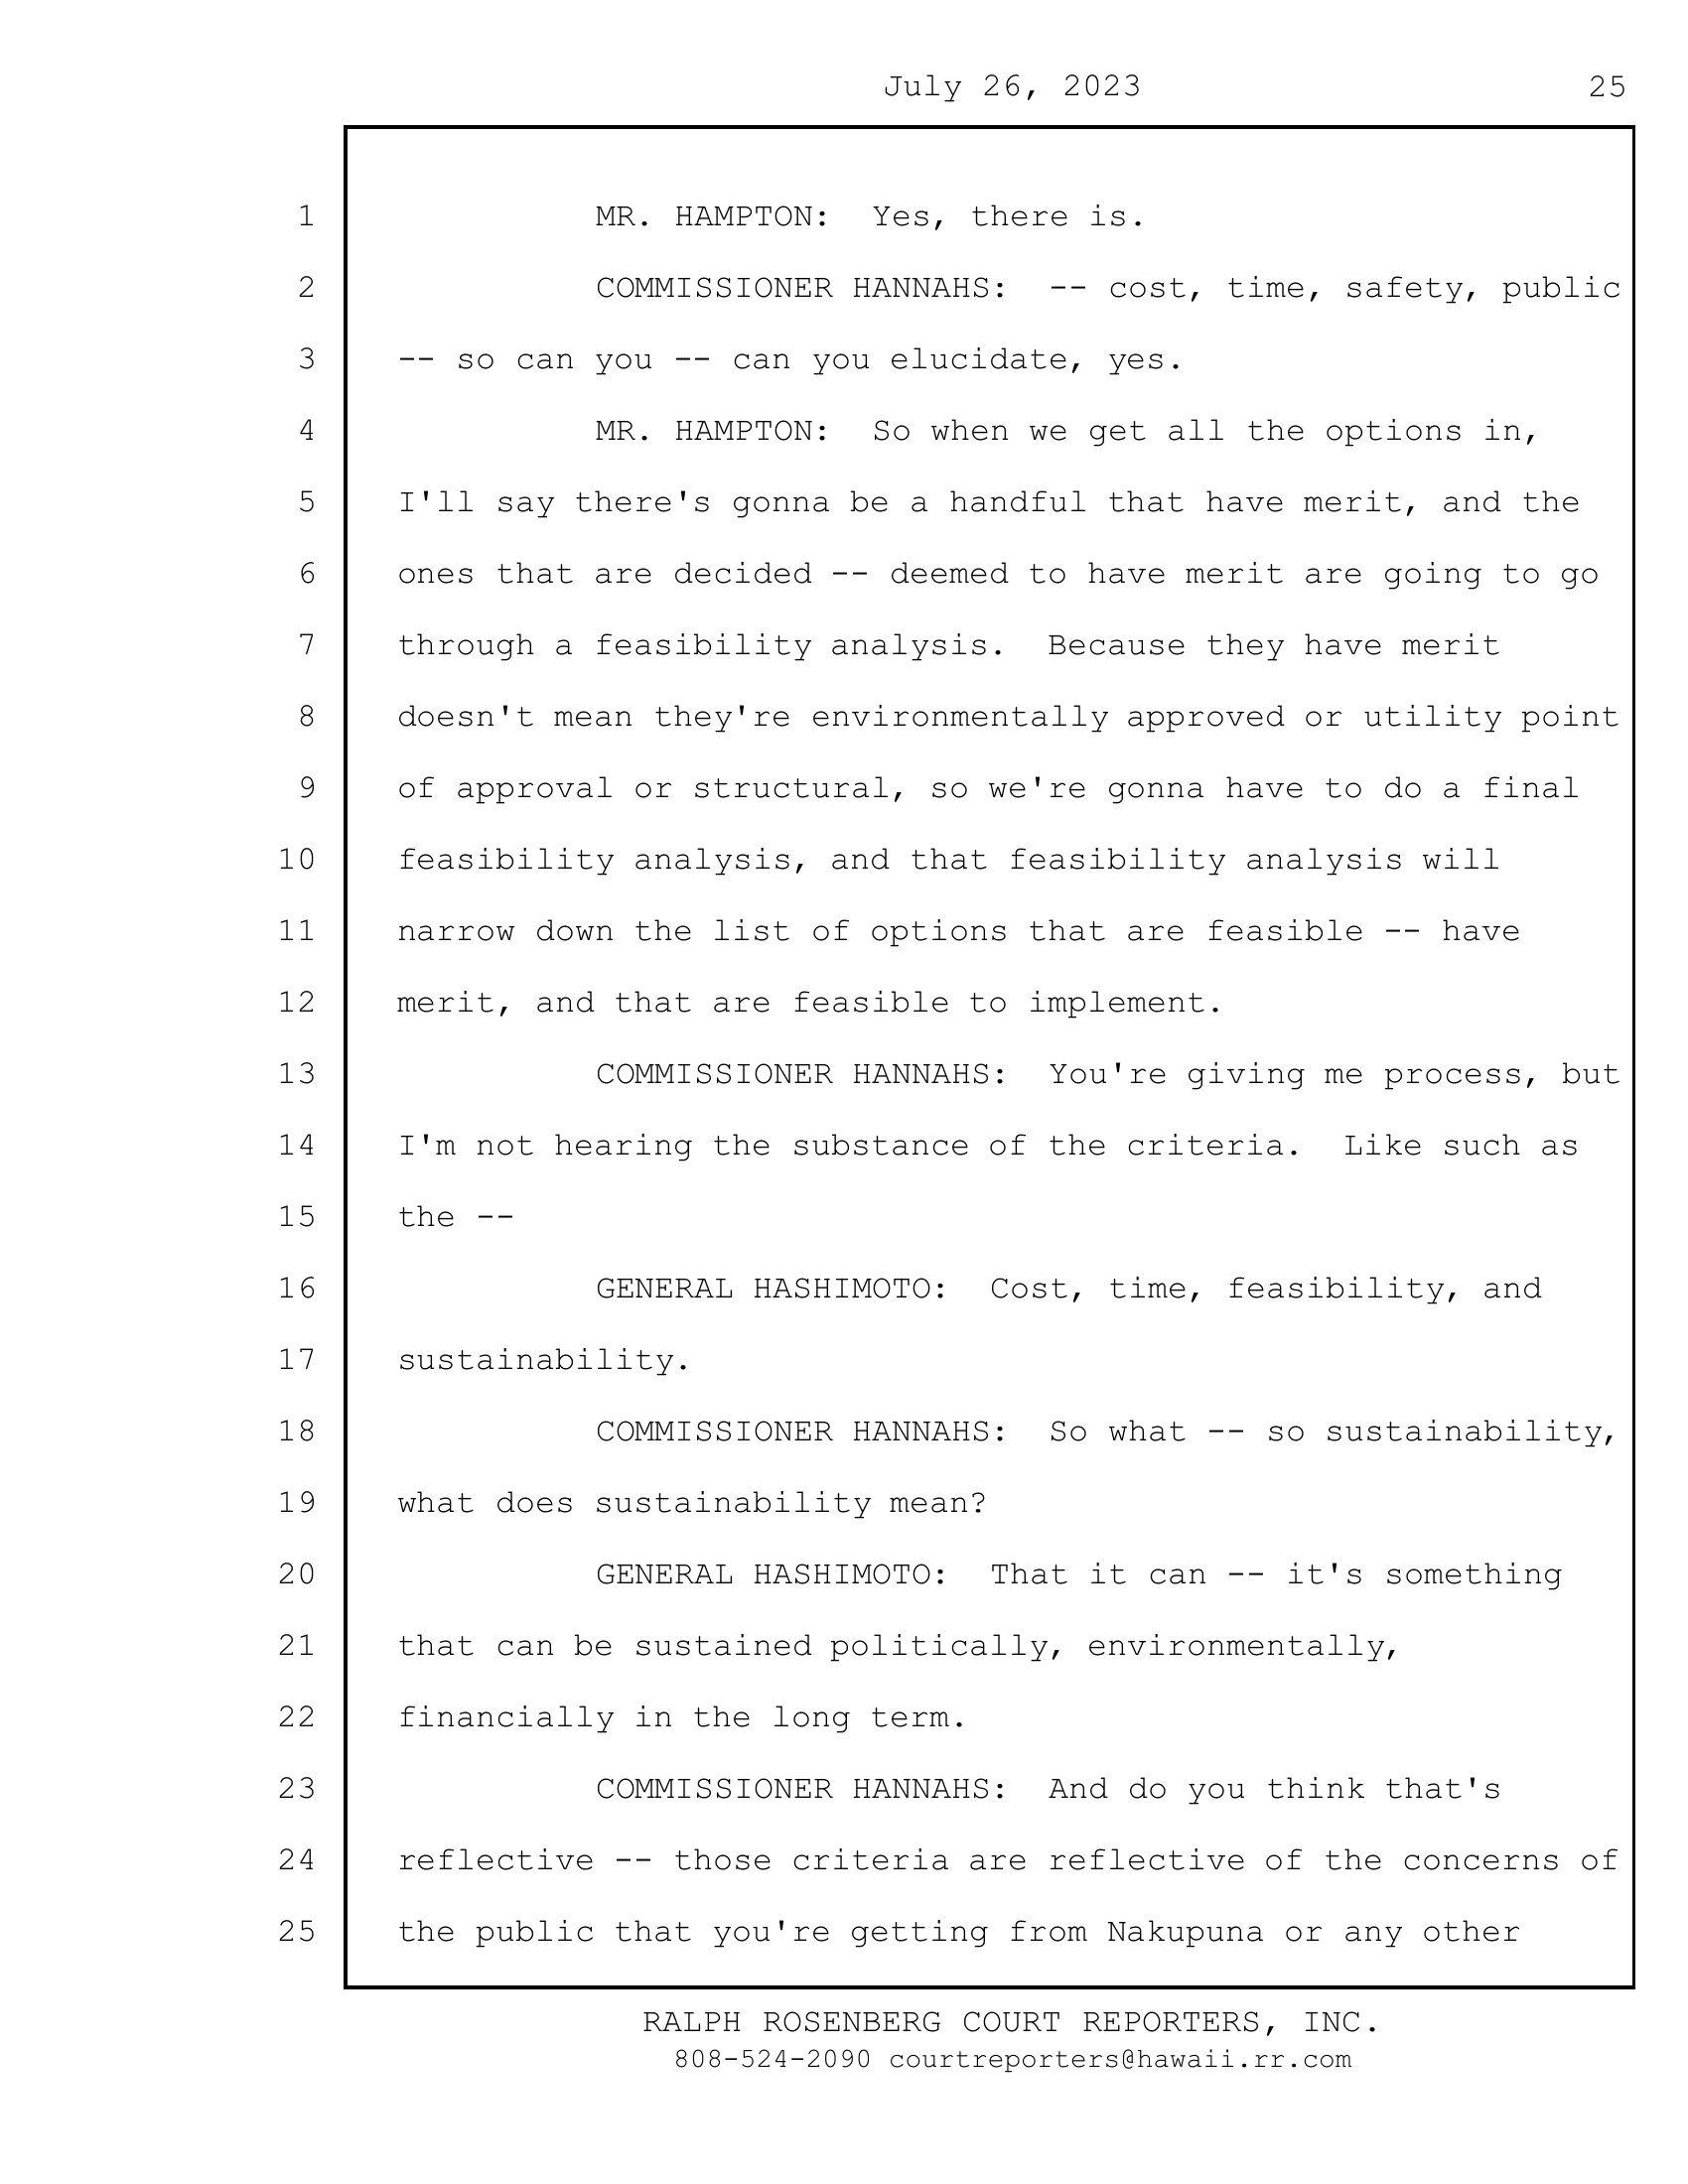 July 26, 2023 25
1 MR. HAMPTON:  Yes, there is.
2 COMMISSIONER HANNAHS:  -- cost, time, safety, public
3 -- so can you -- can you elucidate, yes.
4 MR. HAMPTON:  So when we get all the options in,
5 I'll say there's gonna be a handful that have merit, and the
6 ones that are decided -- deemed to have merit are going to go
7 through a feasibility analysis.  Because they have merit
8 doesn't mean they're environmentally approved or utility point
9 of approval or structural, so we're gonna have to do a final
10 feasibility analysis, and that feasibility analysis will
11 narrow down the list of options that are feasible -- have
12 merit, and that are feasible to implement.
13 COMMISSIONER HANNAHS:  You're giving me process, but
14 I'm not hearing the substance of the criteria.  Like such as
15 the --
16 GENERAL HASHIMOTO:  Cost, time, feasibility, and
17 sustainability.
18 COMMISSIONER HANNAHS:  So what -- so sustainability,
19 what does sustainability mean?
20 GENERAL HASHIMOTO:  That it can -- it's something
21 that can be sustained politically, environmentally,
22 financially in the long term.
23 COMMISSIONER HANNAHS:  And do you think that's
24 reflective -- those criteria are reflective of the concerns of
25 the public that you're getting from Nakupuna or any other
RALPH ROSENBERG COURT REPORTERS, INC.
808-524-2090 courtreporters@hawaii.rr.com